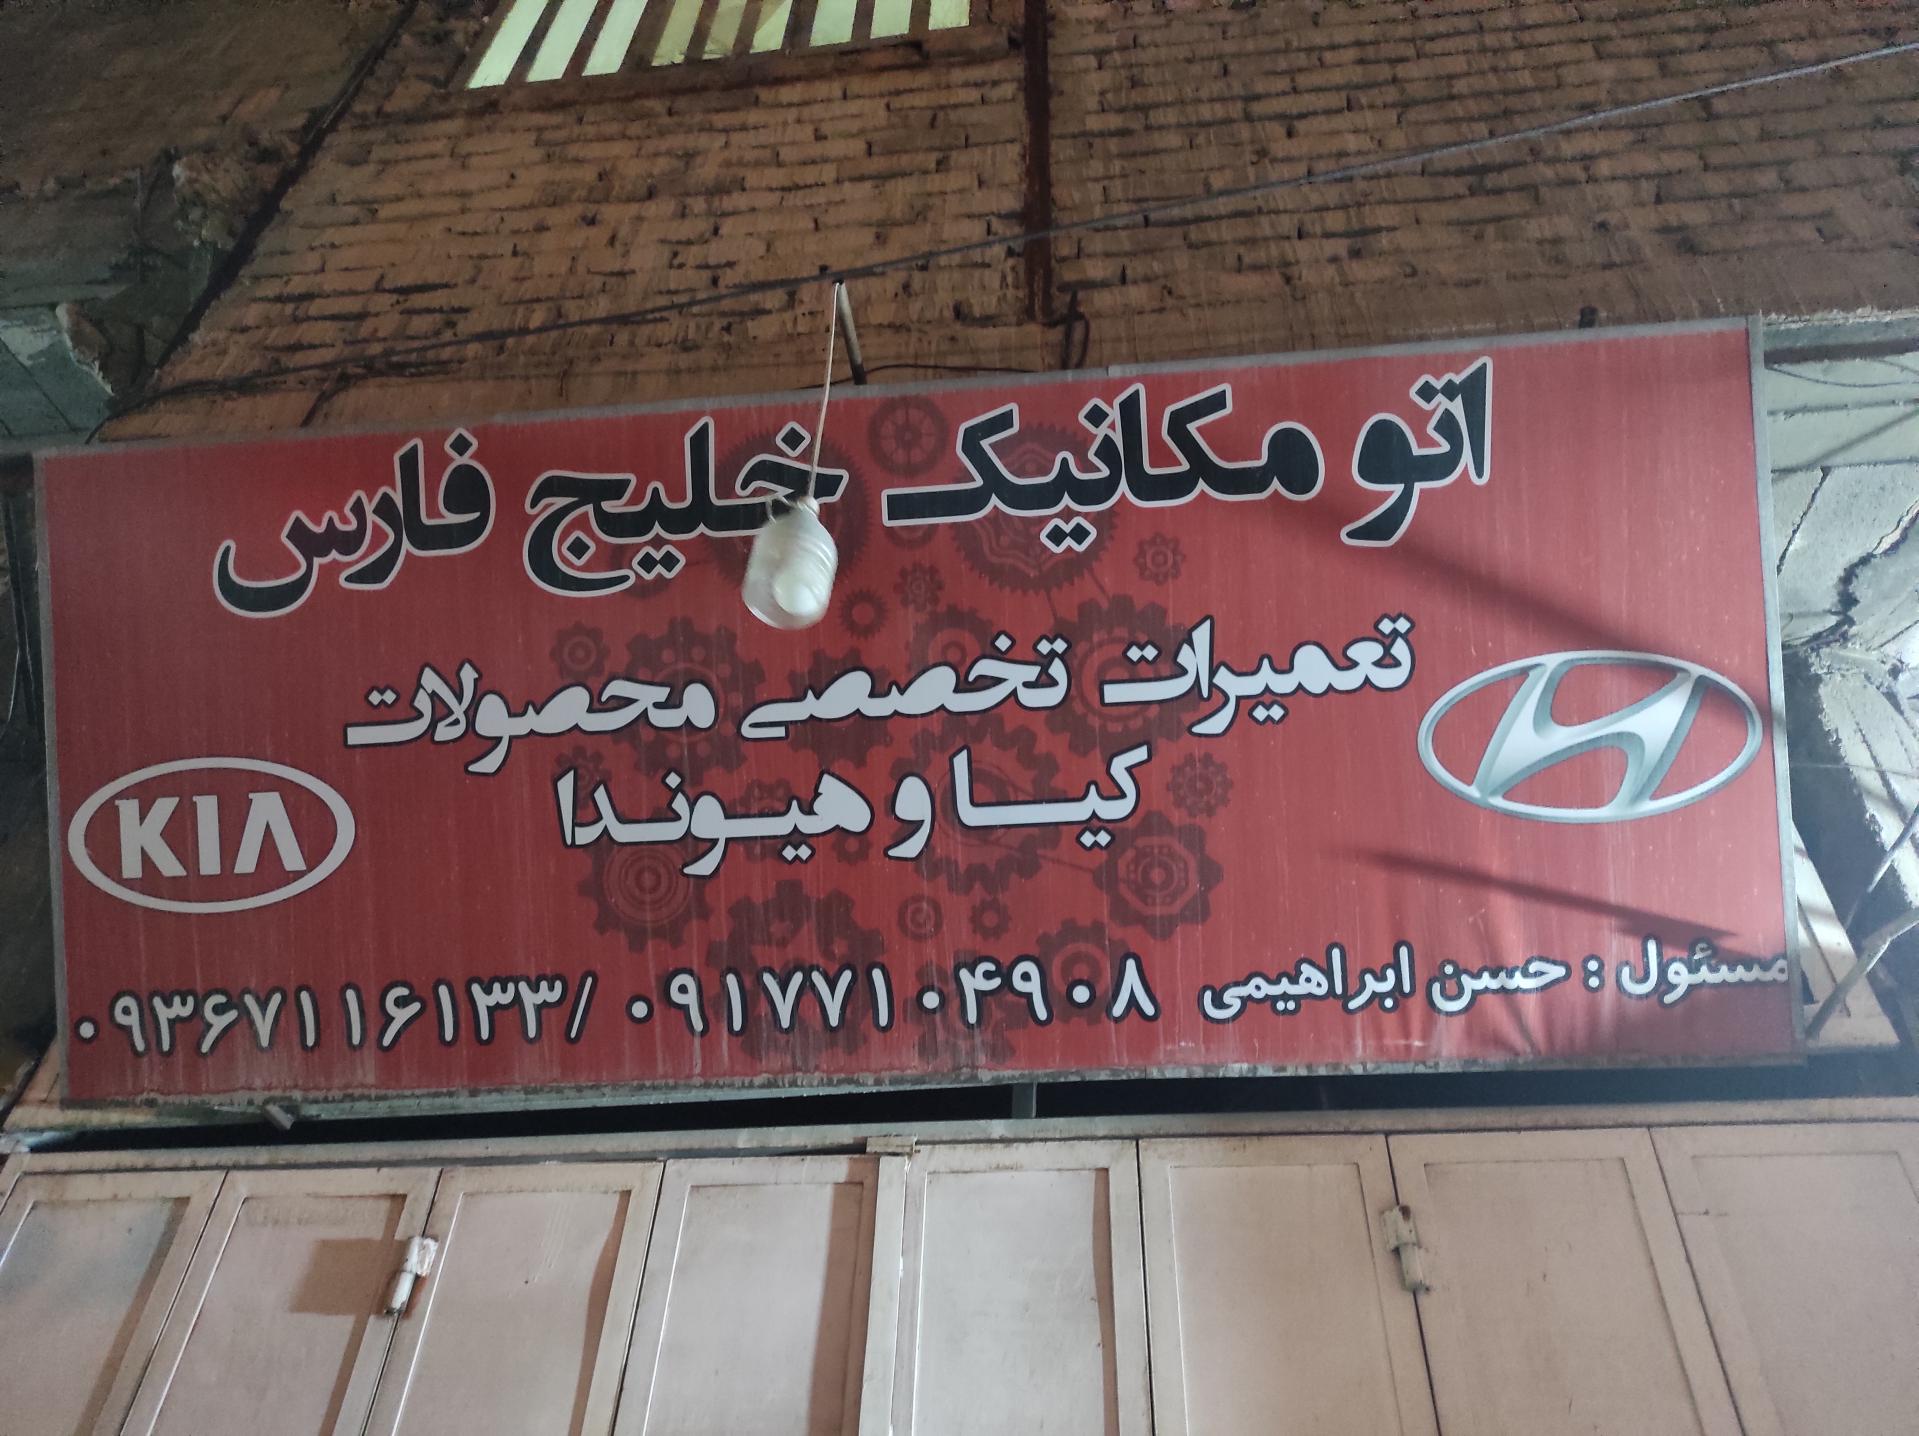 اتو مکانیک خلیج فارس
تعمیرات تخصصی محصولات
کیا و هیوندا
KIA
مسئول : حسن ابراهیمی ۰۹۱۷۷۱۰۴۹۰۸ / ۰۹۳۶۷۱۱۶۱۳۳